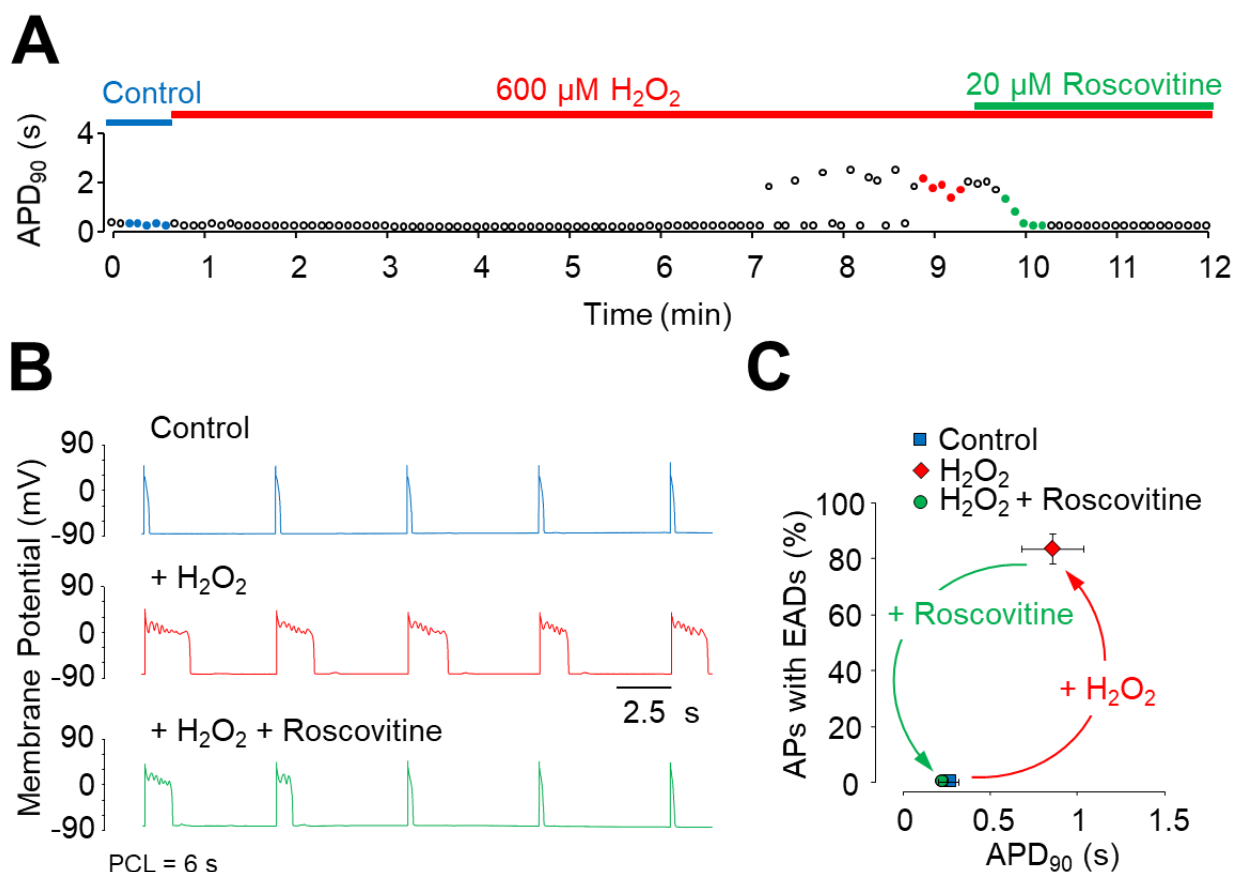 A
Control
600 µM H₂O₂
20 µM Roscovitine
APD₉₀ (s)
4
2
0
0 1 2 3 4 5 6 7 8 9 10 11 12
Time (min)
B
Membrane Potential (mV)
Control
90
0
-90
+ H₂O₂
90
0
-90
2.5 s
+ H₂O₂ + Roscovitine
90
0
-90
PCL = 6 s
C
Control
H₂O₂
H₂O₂ + Roscovitine
APs with EADs (%)
100
80
60
40
20
0
+ Roscovitine
+ H₂O₂
0 0.5 1 1.5
APD₉₀ (s)